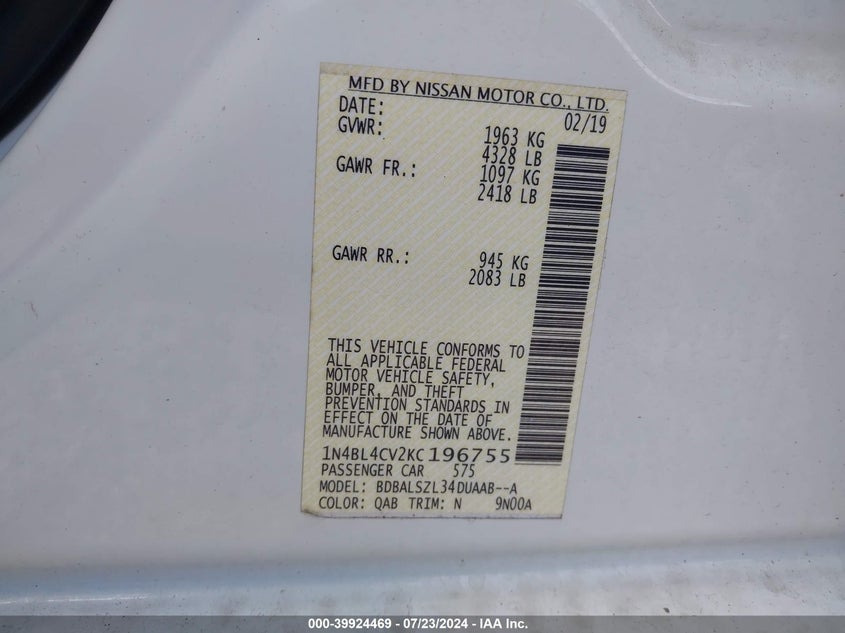 MFD BY NISSAN MOTOR CO., LTD.
DATE: 02/19
GVWR: 1963 KG
4328 LB
GAWR FR.: 1097 KG
2418 LB
GAWR RR.: 945 KG
2083 LB
THIS VEHICLE CONFORMS TO
ALL APPLICABLE FEDERAL
MOTOR VEHICLE SAFETY,
BUMPER, AND THEFT
PREVENTION STANDARDS IN
EFFECT ON THE DATE OF
MANUFACTURE SHOWN ABOVE.
1N4BL4CV2KC196755
PASSENGER CAR 575
MODEL: BDBALSZL34DUAAB--A
COLOR: QAB TRIM: N 9N00A
000-39924469 - 07/23/2024 - IAA Inc.